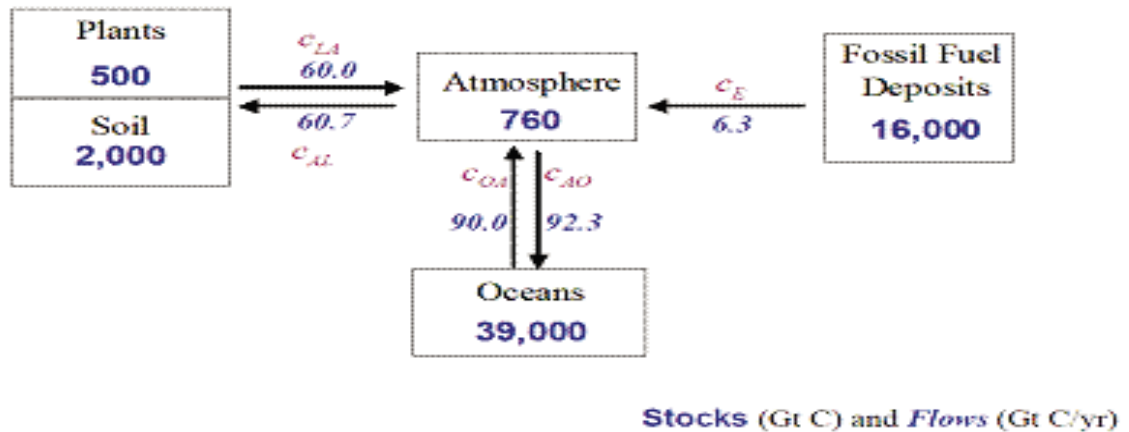 Plants
500
Soil
2,000
c_LA
60.0
60.7
c_AL
Atmosphere
760
c_E
6.3
Fossil Fuel
Deposits
16,000
c_OA
c_AO
90.0
92.3
Oceans
39,000
Stocks (Gt C) and Flows (Gt C/yr)